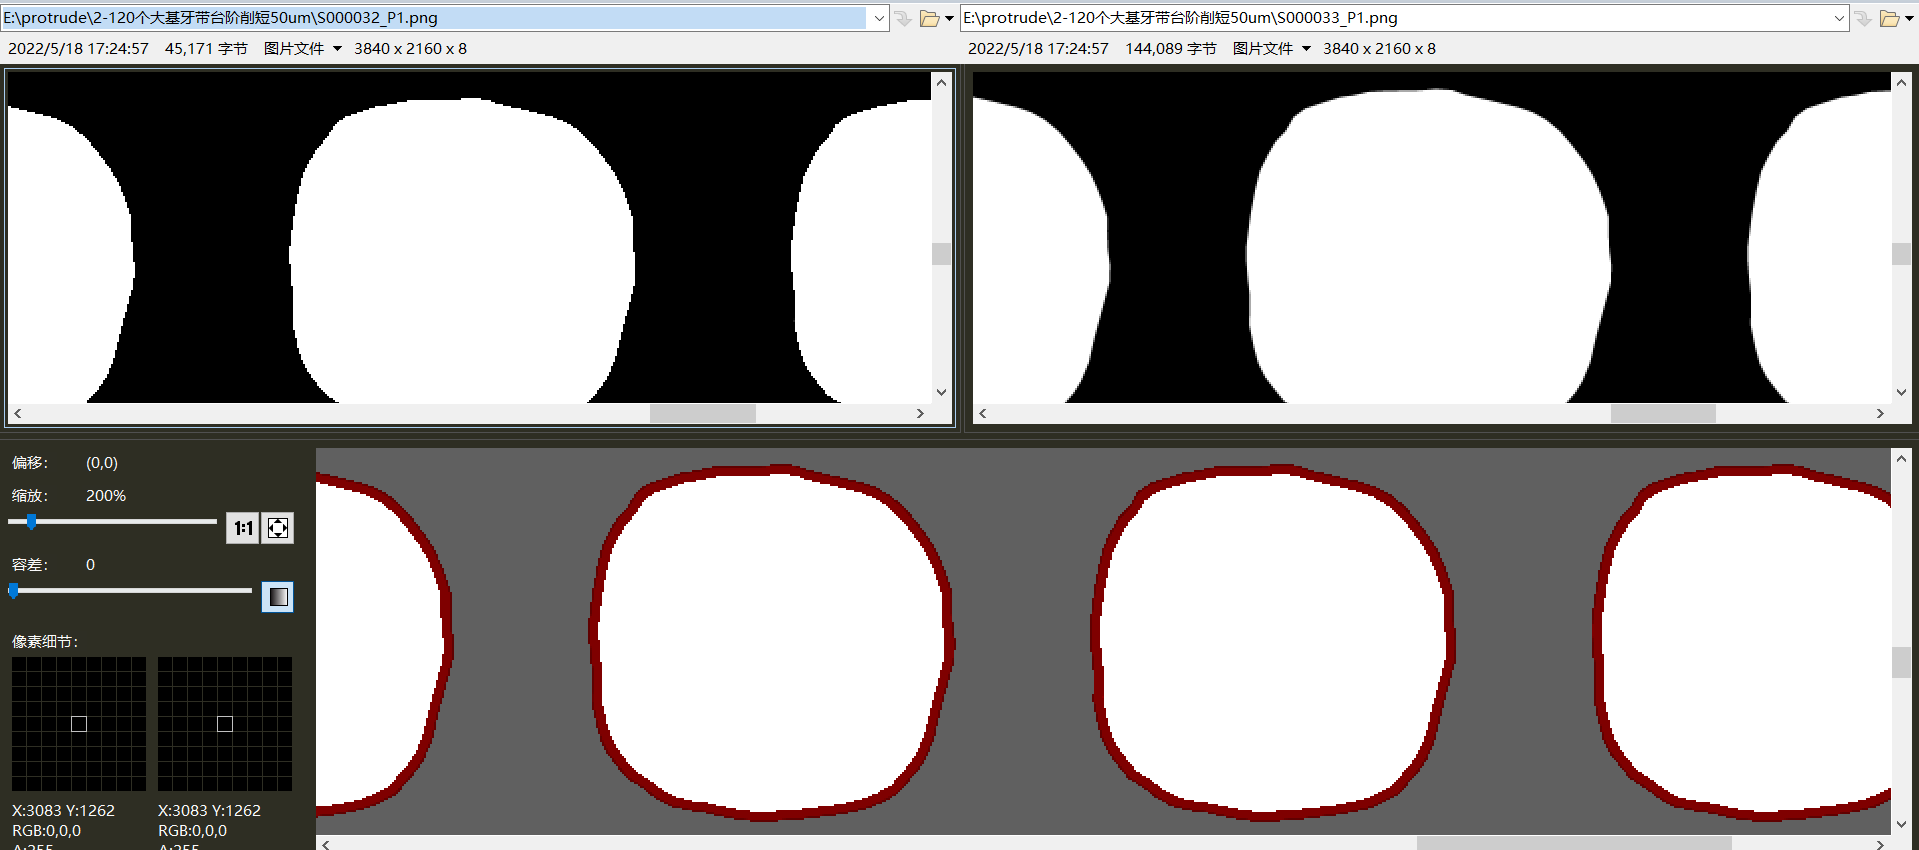 E:\protrude\2-120个大基牙带台阶削短50um\S000032_P1.png
E:\protrude\2-120个大基牙带台阶削短50um\S000033_P1.png
2022/5/18 17:24:57 45,171 字节 图片文件 3840 x 2160 x 8
2022/5/18 17:24:57 144,089 字节 图片文件 3840 x 2160 x 8
偏移: (0,0)
缩放: 200%
1:1
容差: 0
像素细节:
X:3083 Y:1262 X:3083 Y:1262
RGB:0,0,0 RGB:0,0,0
A:255 A:255